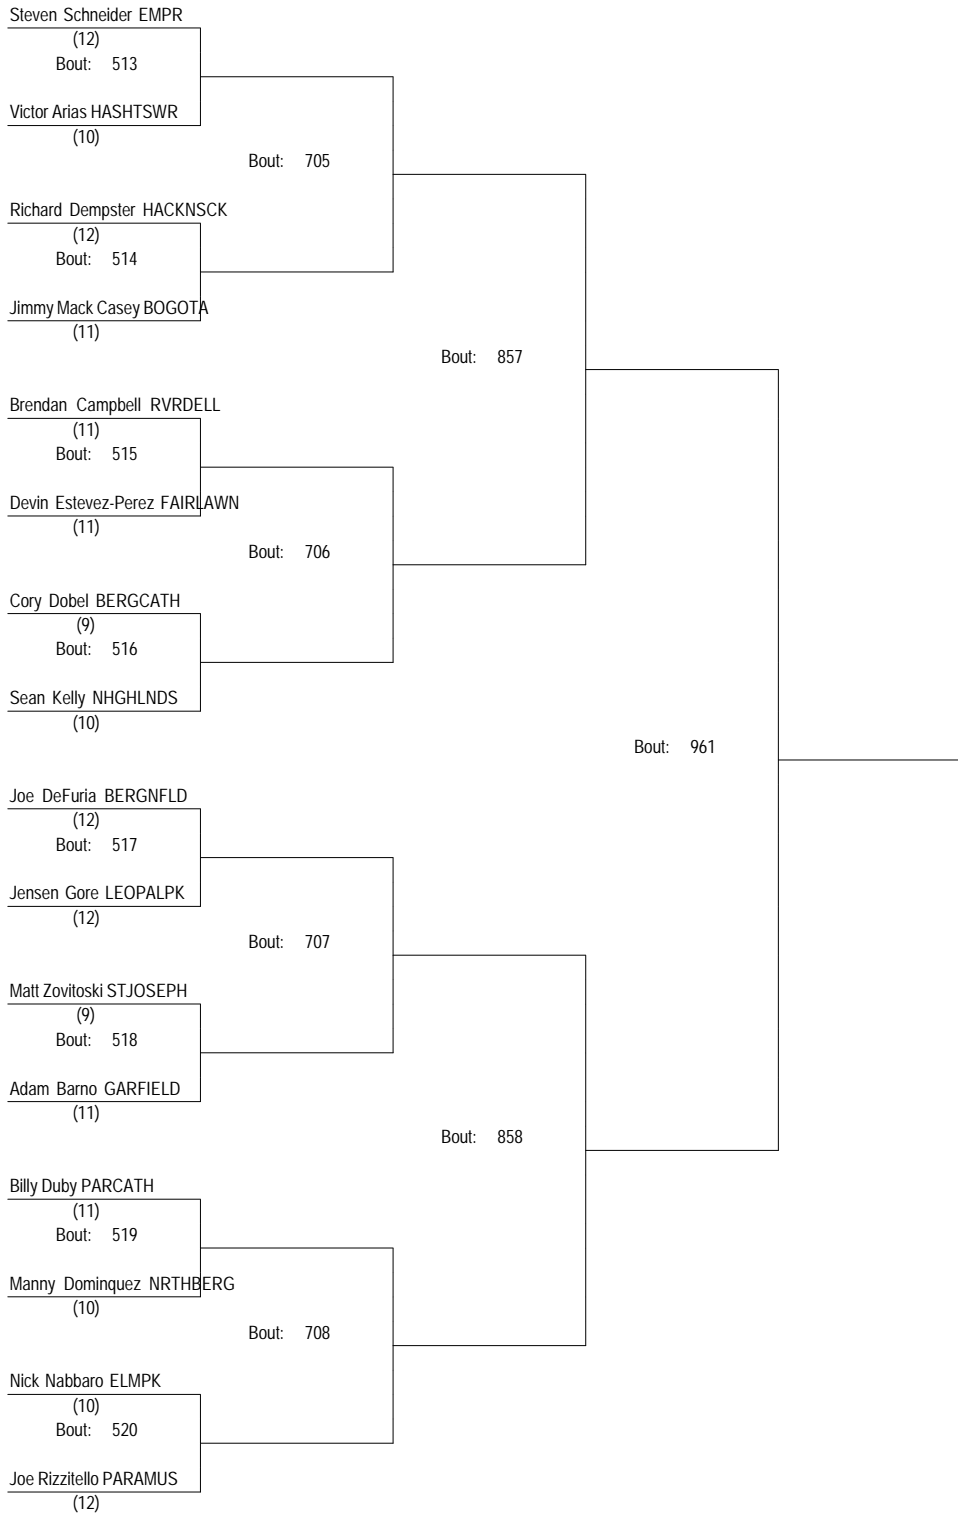 Steven Schneider EMPR
(12)
Bout: 513
Victor Arias HASHTSWR
(10)
Bout: 705
Richard Dempster HACKNSCK
(12)
Bout: 514
Jimmy Mack Casey BOGOTA
(11)
Bout: 857
Brendan Campbell RVRDELL
(11)
Bout: 515
Devin Estevez-Perez FAIRLAWN
(11)
Bout: 706
Cory Dobel BERGCATH
(9)
Bout: 516
Sean Kelly NHGHLNDS
(10)
Bout: 961
Joe DeFuria BERGNFLD
(12)
Bout: 517
Jensen Gore LEOPALPK
(12)
Bout: 707
Matt Zovitoski STJOSEPH
(9)
Bout: 518
Adam Barno GARFIELD
(11)
Bout: 858
Billy Duby PARCATH
(11)
Bout: 519
Manny Dominquez NRTHBERG
(10)
Bout: 708
Nick Nabbaro ELMPK
(10)
Bout: 520
Joe Rizzitello PARAMUS
(12)